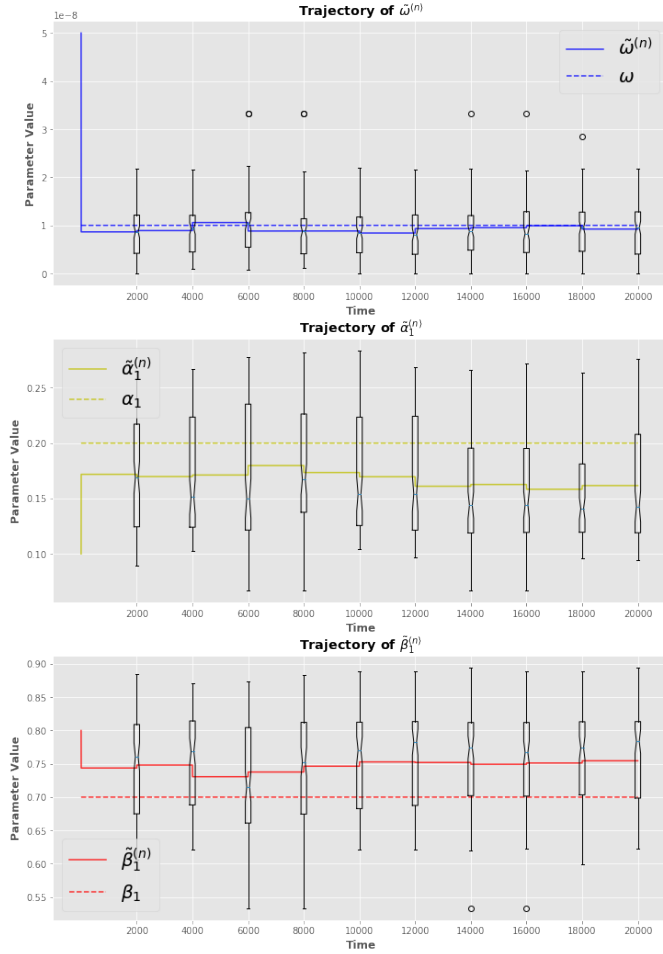 Trajectory of ω̃⁽ⁿ⁾
1e−8
5
4
3
2
1
0
Parameter Value
ω̃⁽ⁿ⁾
ω
2000 4000 6000 8000 10000 12000 14000 16000 18000 20000
Time
Trajectory of α̃₁⁽ⁿ⁾
0.25
0.20
0.15
0.10
Parameter Value
α̃₁⁽ⁿ⁾
α₁
2000 4000 6000 8000 10000 12000 14000 16000 18000 20000
Time
Trajectory of β̃₁⁽ⁿ⁾
0.90
0.85
0.80
0.75
0.70
0.65
0.60
0.55
Parameter Value
β̃₁⁽ⁿ⁾
β₁
2000 4000 6000 8000 10000 12000 14000 16000 18000 20000
Time